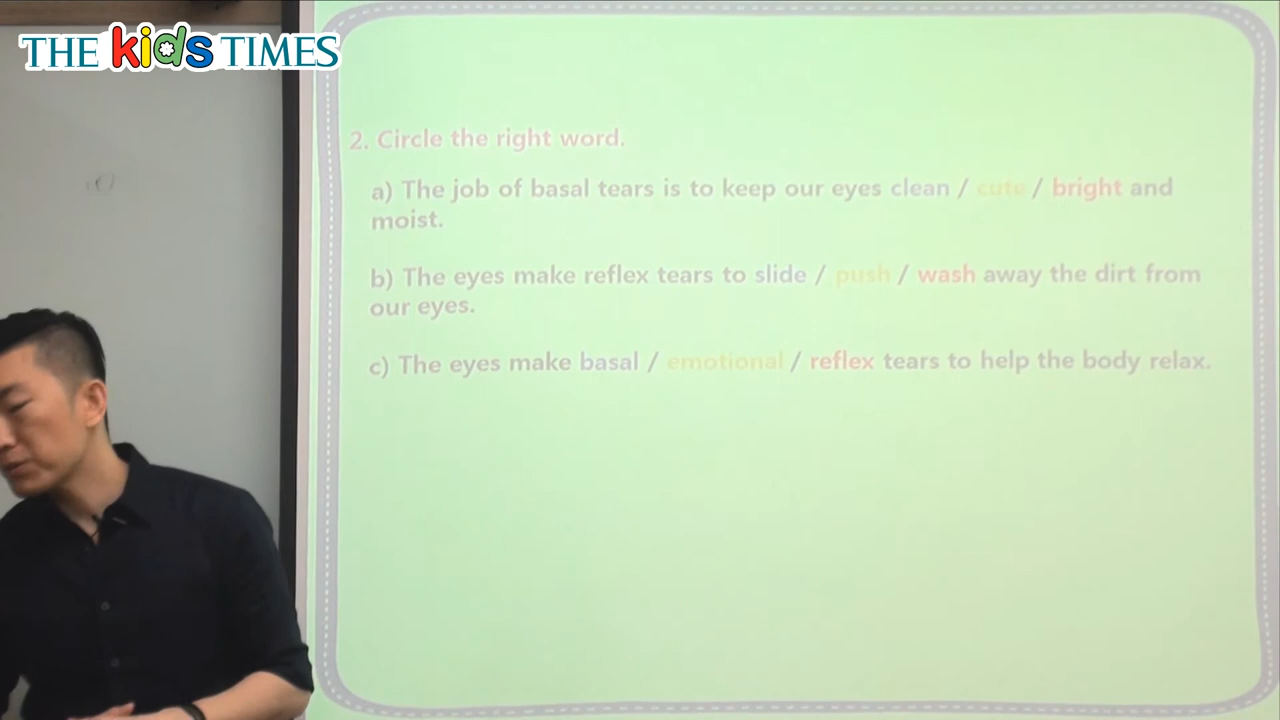 THE kids TIMES
2. Circle the right word.
a) The job of basal tears is to keep our eyes clean / cute / bright and
moist.
b) The eyes make reflex tears to slide / push / wash away the dirt from
our eyes.
c) The eyes make basal / emotional / reflex tears to help the body relax.